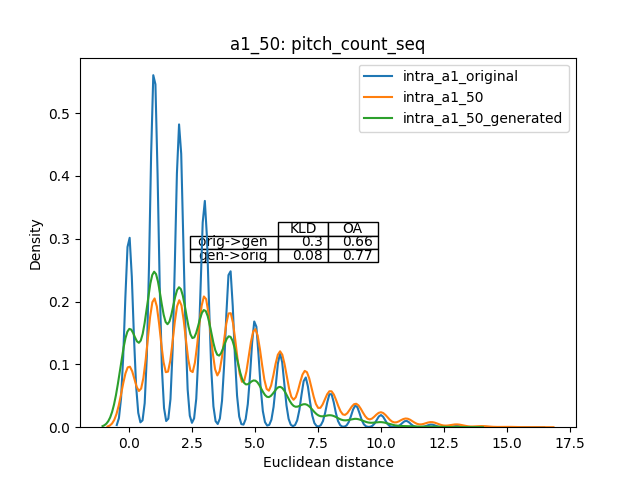 a1_50: pitch_count_seq
intra_a1_original
intra_a1_50
intra_a1_50_generated
KLD OA
orig->gen 0.3 0.66
gen->orig 0.08 0.77
Density
0.5
0.4
0.3
0.2
0.1
0.0
0.0 2.5 5.0 7.5 10.0 12.5 15.0 17.5
Euclidean distance